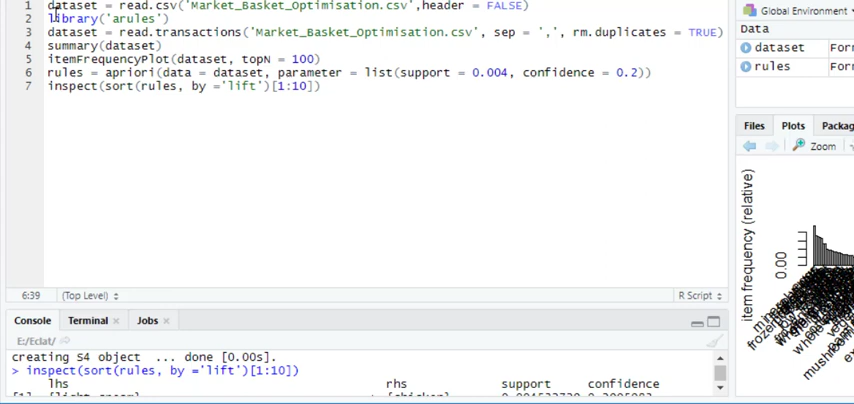 1 dataset = read.csv('Market_Basket_Optimisation.csv',header = FALSE)
2 library('arules')
3 dataset = read.transactions('Market_Basket_Optimisation.csv', sep = ',', rm.duplicates = TRUE)
4 summary(dataset)
5 itemFrequencyPlot(dataset, topN = 100)
6 rules = apriori(data = dataset, parameter = list(support = 0.004, confidence = 0.2))
7 inspect(sort(rules, by ='lift')[1:10])
6:39 (Top Level) R Script
Console Terminal Jobs
E:/Eclat/
creating S4 object ... done [0.00s].
> inspect(sort(rules, by ='lift')[1:10])
lhs rhs support confidence
Global Environment
Data
dataset Form
rules Form
Files Plots Packag
Zoom
item frequency (relative)
0.00